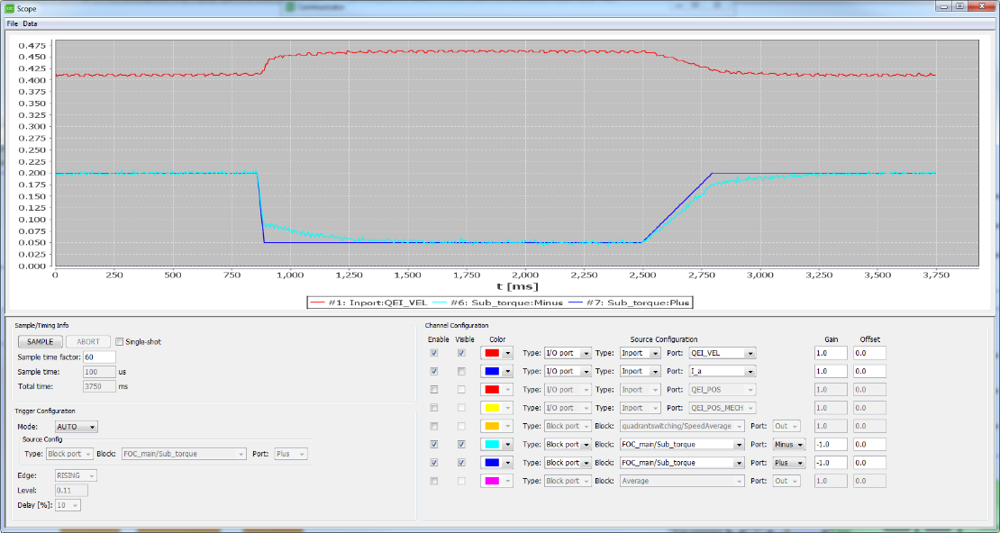 Scope
Communicator
File Data
0.475
0.450
0.425
0.400
0.375
0.350
0.325
0.300
0.275
0.250
0.225
0.200
0.175
0.150
0.125
0.100
0.075
0.050
0.025
0.000
0 250 500 750 1,000 1,250 1,500 1,750 2,000 2,250 2,500 2,750 3,000 3,250 3,500 3,750
t [ms]
#1: Inport:QEI_VEL #6: Sub_torque:Minus #7: Sub_torque:Plus
Sample/Timing Info
SAMPLE ABORT Single-shot
Sample time factor: 60
Sample time: 100 us
Total time: 3750 ms
Trigger Configuration
Mode: AUTO
Source Config
Type: Block port Block: FOC_main/Sub_torque Port: Plus
Edge: RISING
Level: 0.11
Delay [%]: 10
Channel Configuration
Enable Visible Color Source Configuration Gain Offset
Type: I/O port Type: Inport Port: QEI_VEL 1.0 0.0
Type: I/O port Type: Inport Port: I_a 1.0 0.0
Type: I/O port Type: Inport Port: QEI_POS 1.0 0.0
Type: I/O port Type: Inport Port: QEI_POS_MECH 1.0 0.0
Type: Block port Block: quadrantswitching/SpeedAverage Port: Out 1.0 0.0
Type: Block port Block: FOC_main/Sub_torque Port: Minus -1.0 0.0
Type: Block port Block: FOC_main/Sub_torque Port: Plus -1.0 0.0
Type: Block port Block: Average Port: Out 1.0 0.0